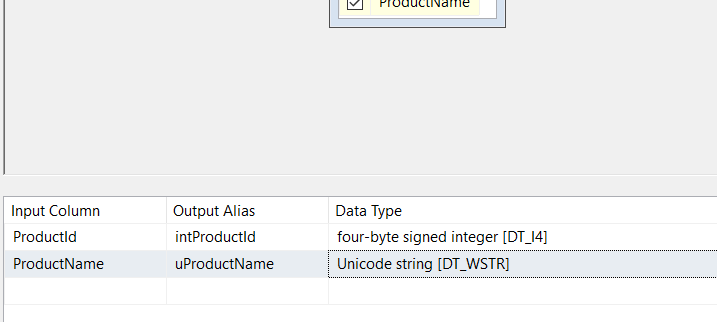 ProductName
Input Column Output Alias Data Type
ProductId intProductId four-byte signed integer [DT_I4]
ProductName uProductName Unicode string [DT_WSTR]